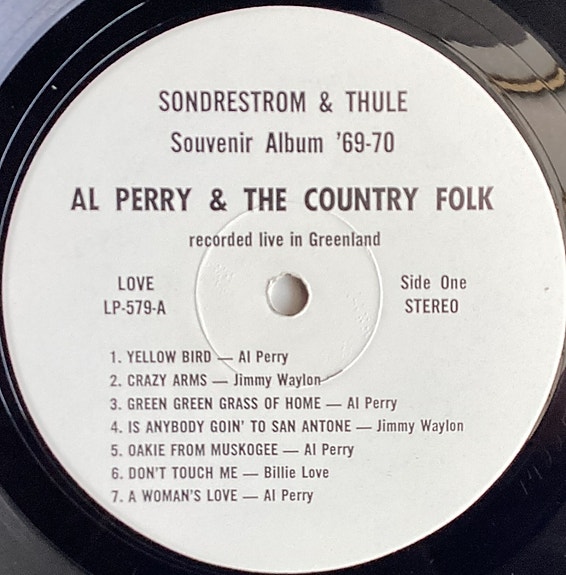 SONDRESTROM & THULE
Souvenir Album '69-70
AL PERRY & THE COUNTRY FOLK
recorded live in Greenland
LOVE
LP-579-A
Side One
STEREO
1. YELLOW BIRD — Al Perry
2. CRAZY ARMS — Jimmy Waylon
3. GREEN GREEN GRASS OF HOME — Al Perry
4. IS ANYBODY GOIN' TO SAN ANTONE — Jimmy Waylon
5. OAKIE FROM MUSKOGEE — Al Perry
6. DON'T TOUCH ME — Billie Love
7. A WOMAN'S LOVE — Al Perry